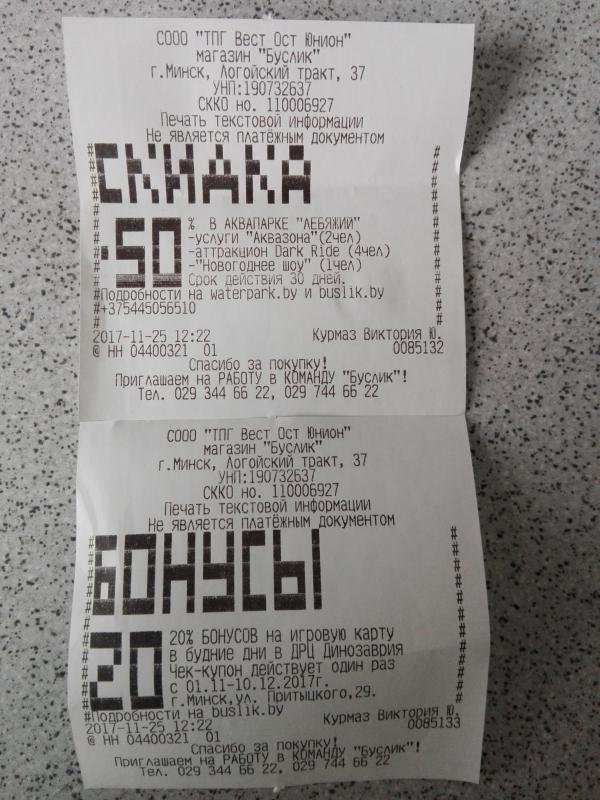 СООО "ТПГ Вест Ост Юнион"
магазин "Буслик"
г.Минск, Логойский тракт, 37
УНП:190732637
СККО но. 110006927
Печать текстовой информации
Не является платёжным документом
#СКИДКА #
-50% В АКВАПАРКЕ "ЛЕБЯЖИЙ"
-услуги "Аквазона"(2чел)
-аттракцион Dark Ride (4чел)
-"Новогоднее шоу" (1чел)
Срок действия 30 дней.
#Подробности на waterpark.by и buslik.by
#+375445056510
2017-11-25 12:22 Курмаз Виктория Ю.
@ НН 04400321 01 0085132
Спасибо за покупку!
Приглашаем на РАБОТУ в КОМАНДУ "Буслик"!
Тел. 029 344 66 22, 029 744 66 22
СООО "ТПГ Вест Ост Юнион"
магазин "Буслик"
г.Минск, Логойский тракт, 37
УНП:190732637
СККО но. 110006927
Печать текстовой информации
Не является платёжным документом
#БОНУСЫ #
20 20% БОНУСОВ на игровую карту
в будние дни в ДРЦ Динозаврия
Чек-купон действует один раз
с 01.11-10.12.2017г.
г.Минск,ул. Притыцкого,29.
#Подробности на buslik.by
2017-11-25 12:22 Курмаз Виктория Ю.
@ НН 04400321 01 0085133
Спасибо за покупку!
Приглашаем на РАБОТУ в КОМАНДУ "Буслик"!
Тел. 029 344 66 22, 029 744 66 22